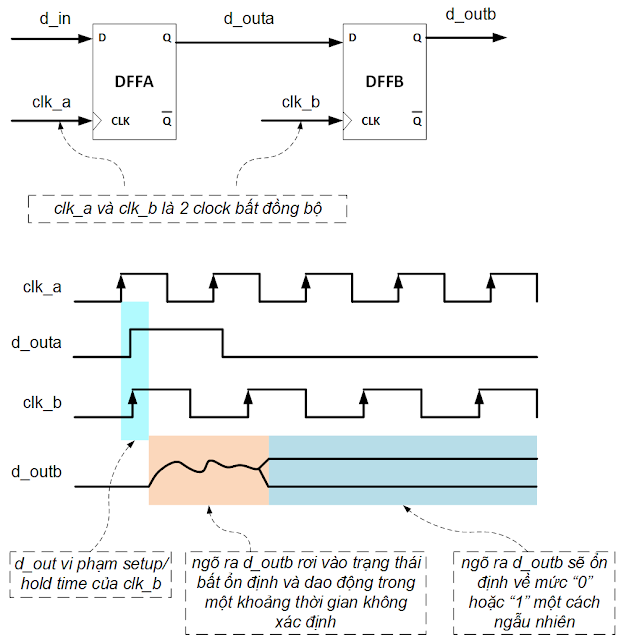 d_in
d_outa
d_outb
D Q
D Q
DFFA
DFFB
clk_a
clk_b
CLK Q
CLK Q
clk_a và clk_b là 2 clock bất đồng bộ
clk_a
d_outa
clk_b
d_outb
d_out vi phạm setup/
hold time của clk_b
ngõ ra d_outb rơi vào trạng thái
bất ổn định và dao động trong
một khoảng thời gian không
xác định
ngõ ra d_outb sẽ ổn
định về mức “0”
hoặc “1” một cách
ngẫu nhiên